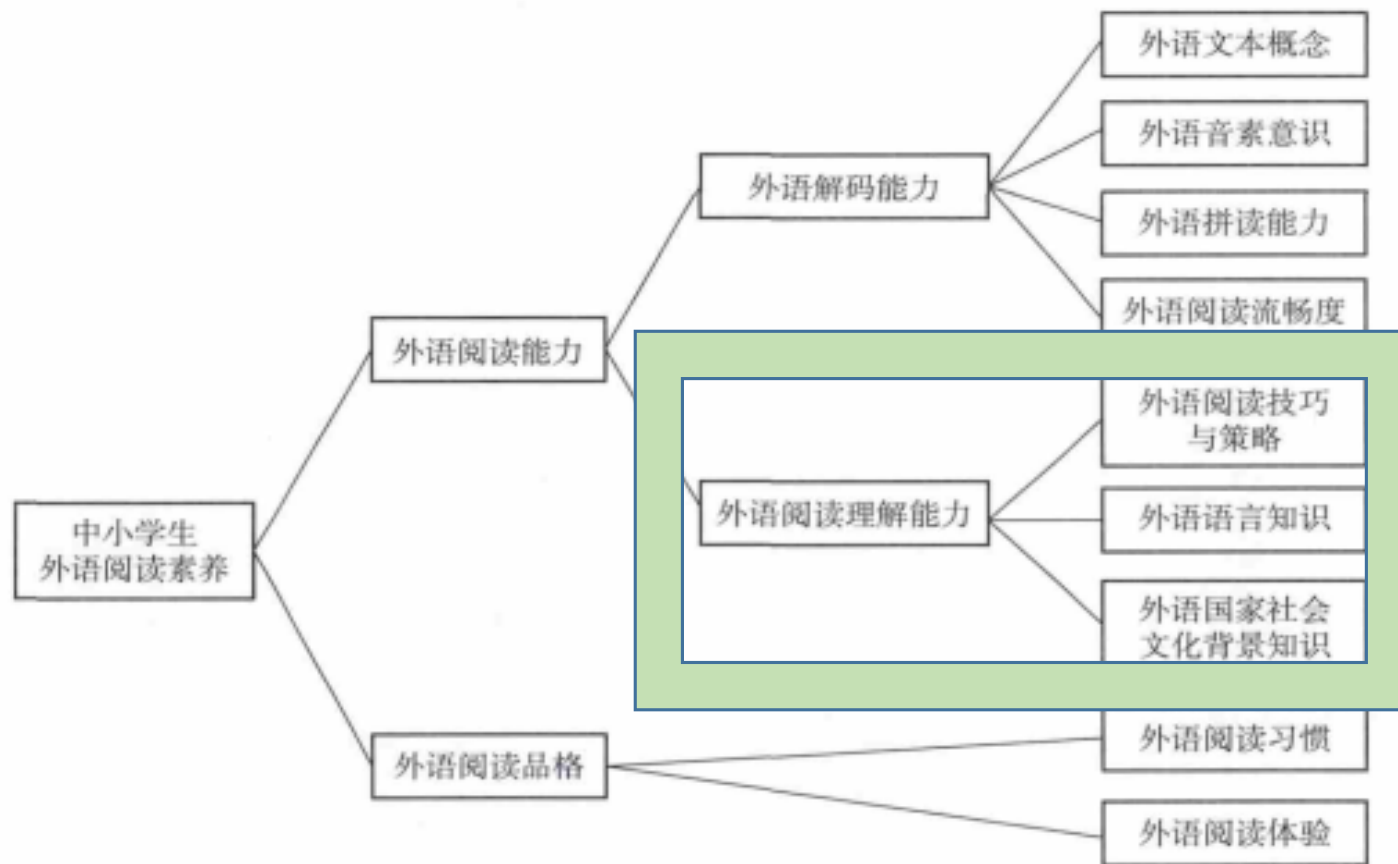 中小学生
外语阅读素养
外语阅读能力
外语解码能力
外语文本概念
外语音素意识
外语拼读能力
外语阅读流畅度
外语阅读理解能力
外语阅读技巧
与策略
外语语言知识
外语国家社会
文化背景知识
外语阅读品格
外语阅读习惯
外语阅读体验